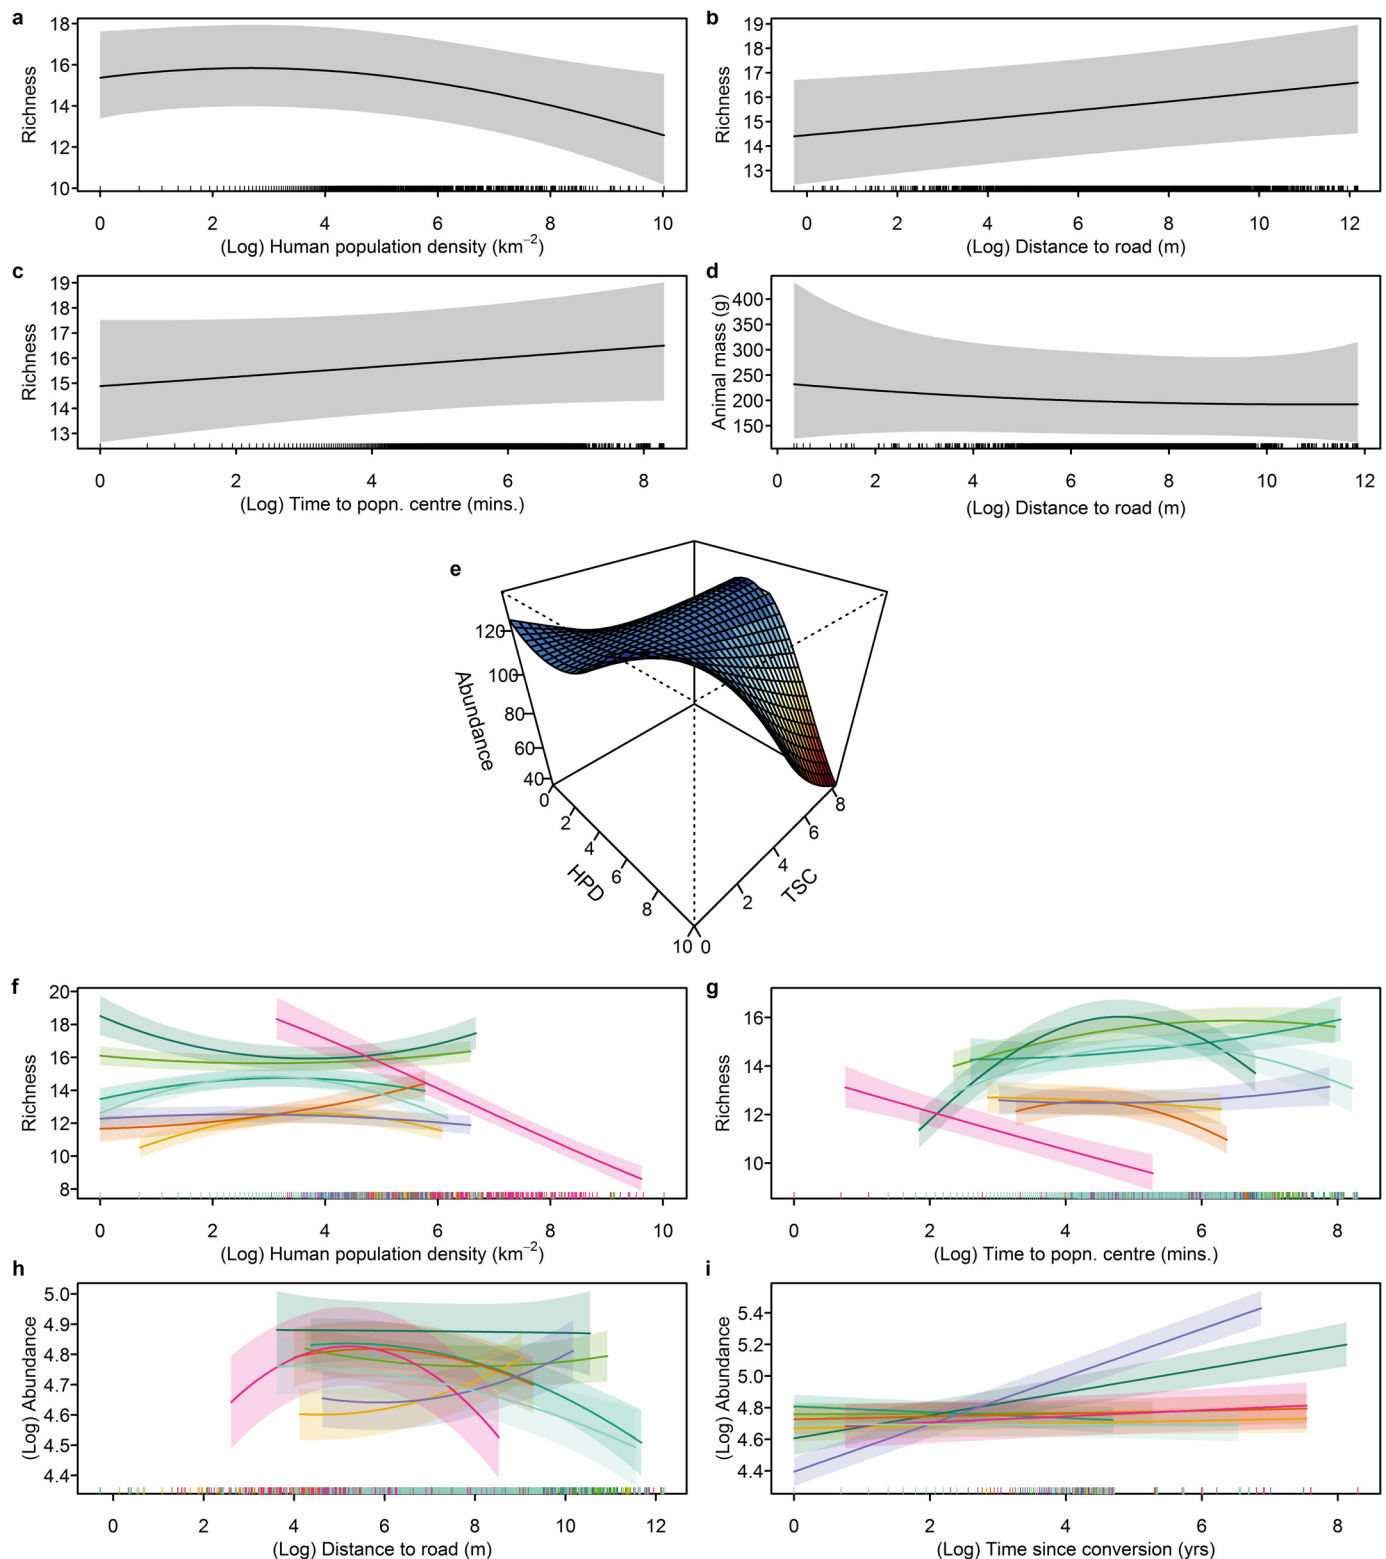 a
18
16
14
12
10
Richness
0 2 4 6 8 10
(Log) Human population density (km−2)
b
19
18
17
16
15
14
13
Richness
0 2 4 6 8 10 12
(Log) Distance to road (m)
c
19
18
17
16
15
14
13
Richness
0 2 4 6 8
(Log) Time to popn. centre (mins.)
d
400
350
300
250
200
150
Animal mass (g)
0 2 4 6 8 10 12
(Log) Distance to road (m)
e
120
100
80
60
40
Abundance
0 2 4 6 8 10
HPD
0 2 4 6 8
TSC
f
20
18
16
14
12
10
8
Richness
0 2 4 6 8 10
(Log) Human population density (km−2)
g
16
14
12
10
Richness
0 2 4 6 8
(Log) Time to popn. centre (mins.)
h
5.0
4.9
4.8
4.7
4.6
4.5
4.4
(Log) Abundance
0 2 4 6 8 10 12
(Log) Distance to road (m)
i
5.4
5.2
5.0
4.8
4.6
4.4
(Log) Abundance
0 2 4 6 8
(Log) Time since conversion (yrs)